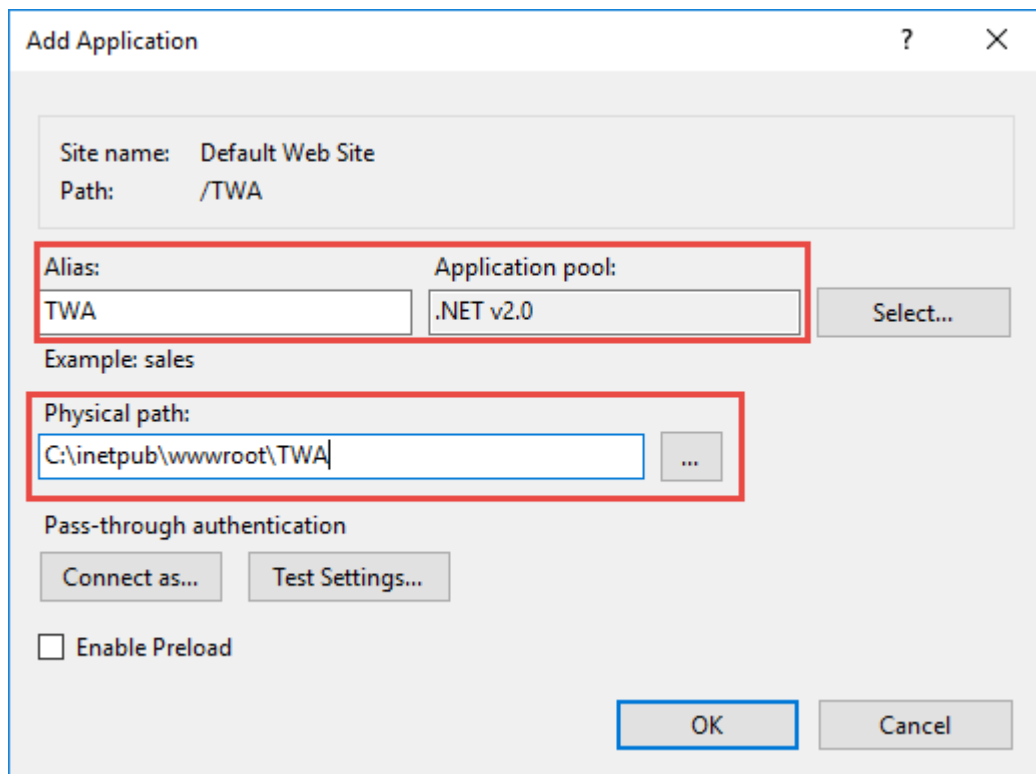 Add Application
?
Site name: Default Web Site
Path: /TWA
Alias: Application pool:
TWA .NET v2.0 Select...
Example: sales
Physical path:
C:\inetpub\wwwroot\TWA ...
Pass-through authentication
Connect as... Test Settings...
Enable Preload
OK Cancel